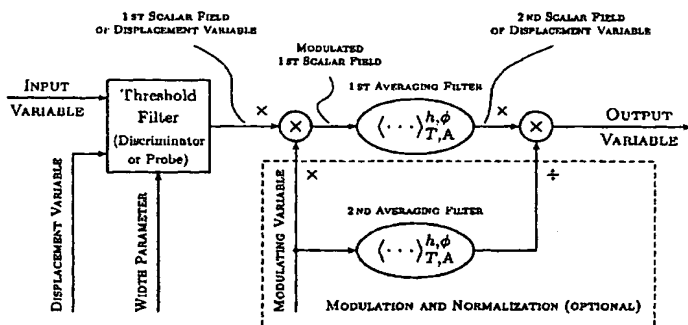 1ST SCALAR FIELD
OF DISPLACEMENT VARIABLE
2ND SCALAR FIELD
OF DISPLACEMENT VARIABLE
MODULATED
1ST SCALAR FIELD
1ST AVERAGING FILTER
INPUT
VARIABLE
Threshold
Filter
(Discriminator
or Probe)
×
×
⟨···⟩ h,ϕ T,A
×
×
OUTPUT
VARIABLE
DISPLACEMENT VARIABLE
WIDTH PARAMETER
MODULATING VARIABLE
×
÷
2ND AVERAGING FILTER
⟨···⟩ h,ϕ T,A
MODULATION AND NORMALIZATION (OPTIONAL)